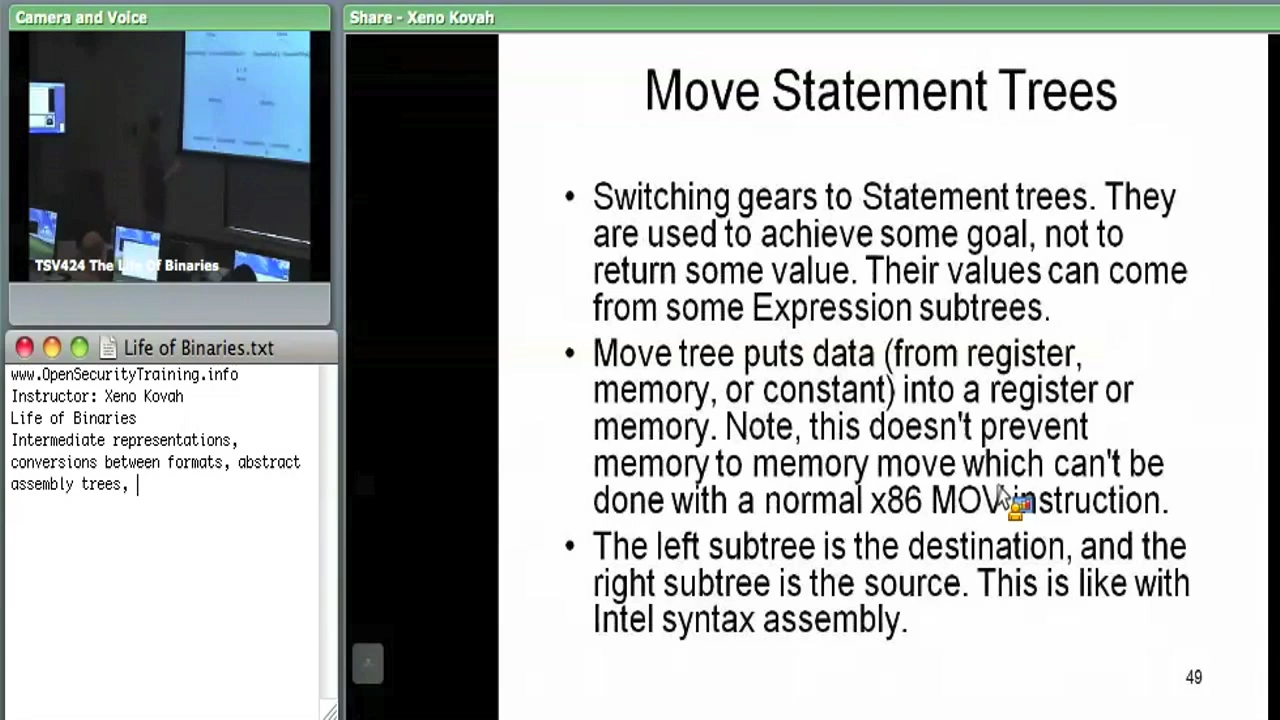 Camera and Voice
TSV424 The Life Of Binaries
Life of Binaries.txt
www.OpenSecurityTraining.info
Instructor: Xeno Kovah
Life of Binaries
Intermediate representations,
conversions between formats, abstract
assembly trees,
Share - Xeno Kovah
Move Statement Trees
• Switching gears to Statement trees. They
are used to achieve some goal, not to
return some value. Their values can come
from some Expression subtrees.
• Move tree puts data (from register,
memory, or constant) into a register or
memory. Note, this doesn't prevent
memory to memory move which can't be
done with a normal x86 MOV instruction.
• The left subtree is the destination, and the
right subtree is the source. This is like with
Intel syntax assembly.
49